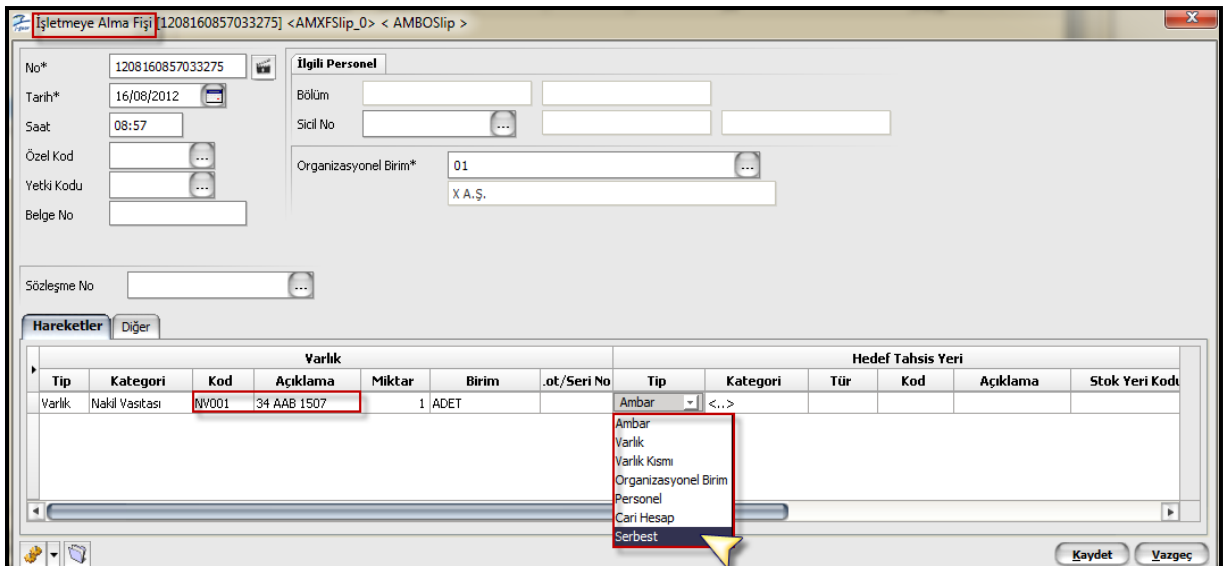 İşletmeye Alma Fişi [1208160857033275] <AMXFSlip_0> < AMBOSlip >
No* 1208160857033275
Tarih* 16/08/2012
Saat 08:57
Özel Kod
Yetki Kodu
Belge No
İlgili Personel
Bölüm
Sicil No
Organizasyonel Birim* 01
X A.Ş.
Sözleşme No
Hareketler Diğer
Varlık Hedef Tahsis Yeri
Tip Kategori Kod Açıklama Miktar Birim .ot/Seri No Tip Kategori Tür Kod Açıklama Stok Yeri Kodu
Varlık Nakil Vasıtası NV001 34 AAB 1507 1 ADET Ambar <..>
Ambar
Varlık
Varlık Kısmı
Organizasyonel Birim
Personel
Cari Hesap
Serbest
Kaydet Vazgeç